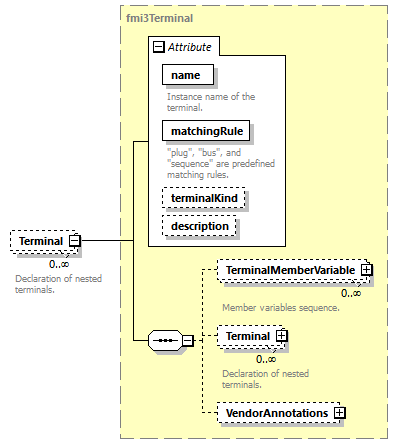 fmi3Terminal
Attribute
name
Instance name of the
terminal.
matchingRule
"plug", "bus", and
"sequence" are predefined
matching rules.
terminalKind
description
Terminal
0..∞
Declaration of nested
terminals.
TerminalMemberVariable
0..∞
Member variables sequence.
Terminal
0..∞
Declaration of nested
terminals.
VendorAnnotations